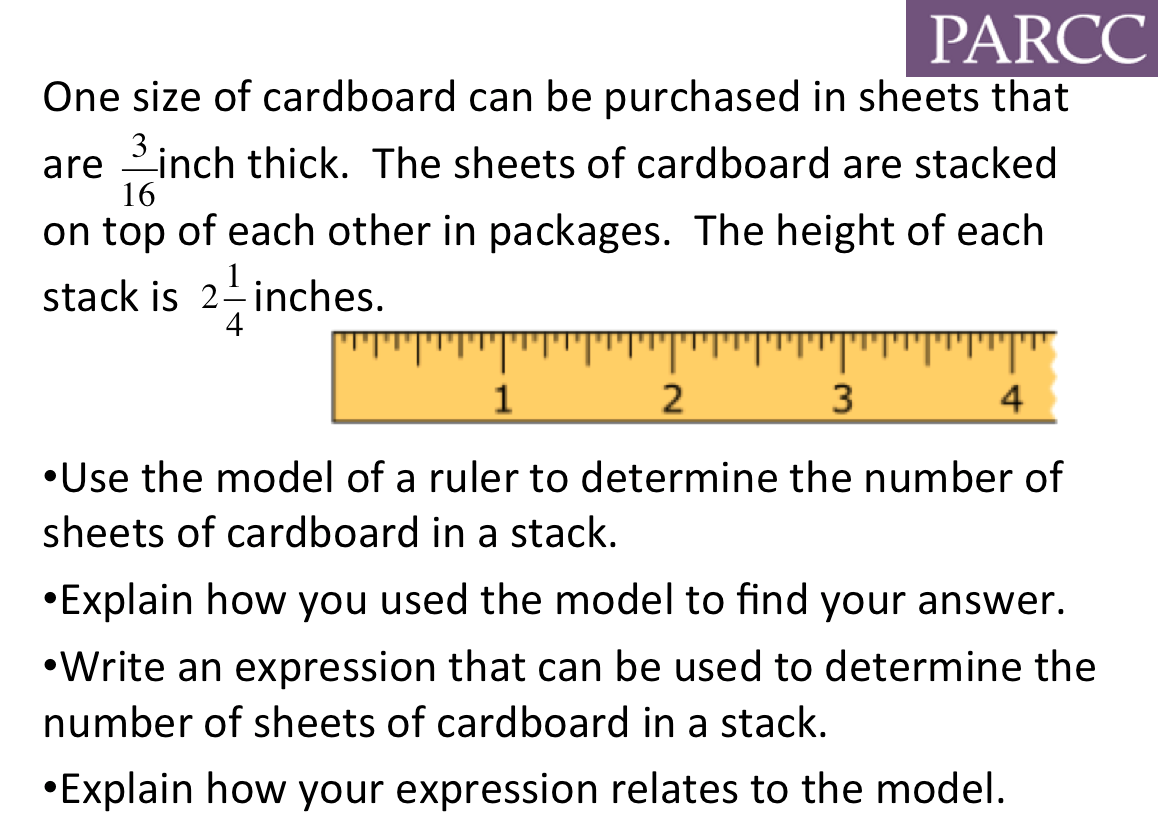 PARCC
One size of cardboard can be purchased in sheets that
are 3/16 inch thick. The sheets of cardboard are stacked
on top of each other in packages. The height of each
stack is 2 1/4 inches.
1 2 3 4
•Use the model of a ruler to determine the number of
sheets of cardboard in a stack.
•Explain how you used the model to find your answer.
•Write an expression that can be used to determine the
number of sheets of cardboard in a stack.
•Explain how your expression relates to the model.